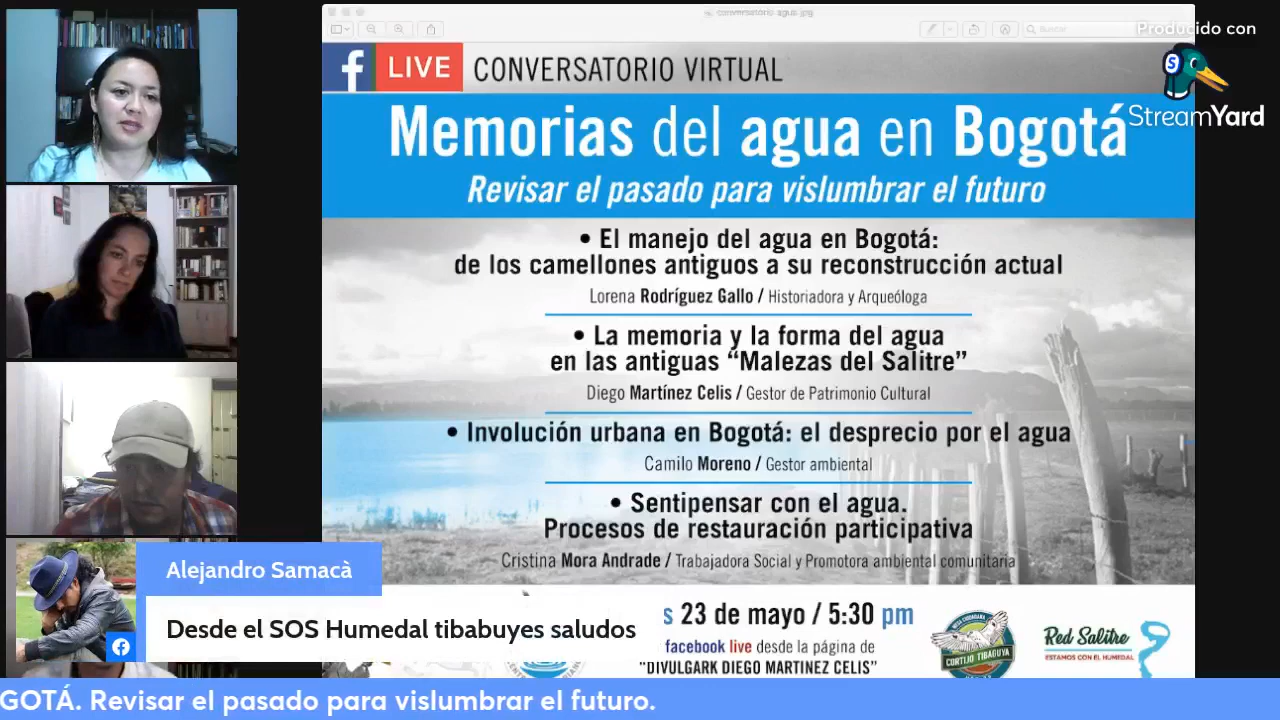 conversatorio agua.jpg
Buscar
Producido con
StreamYard
f LIVE CONVERSATORIO VIRTUAL
Memorias del agua en Bogotá
Revisar el pasado para vislumbrar el futuro
• El manejo del agua en Bogotá:
de los camellones antiguos a su reconstrucción actual
Lorena Rodríguez Gallo / Historiadora y Arqueóloga
• La memoria y la forma del agua
en las antiguas “Malezas del Salitre”
Diego Martínez Celis / Gestor de Patrimonio Cultural
• Involución urbana en Bogotá: el desprecio por el agua
Camilo Moreno / Gestor ambiental
• Sentipensar con el agua.
Procesos de restauración participativa
Cristina Mora Andrade / Trabajadora Social y Promotora ambiental comunitaria
s 23 de mayo / 5:30 pm
facebook live desde la página de
"DIVULGARK DIEGO MARTINEZ CELIS"
CORTIJO TIBAGUYA
Red Salitre
ESTAMOS CON EL HUMEDAL
Alejandro Samacà
Desde el SOS Humedal tibabuyes saludos
GOTÁ. Revisar el pasado para vislumbrar el futuro.